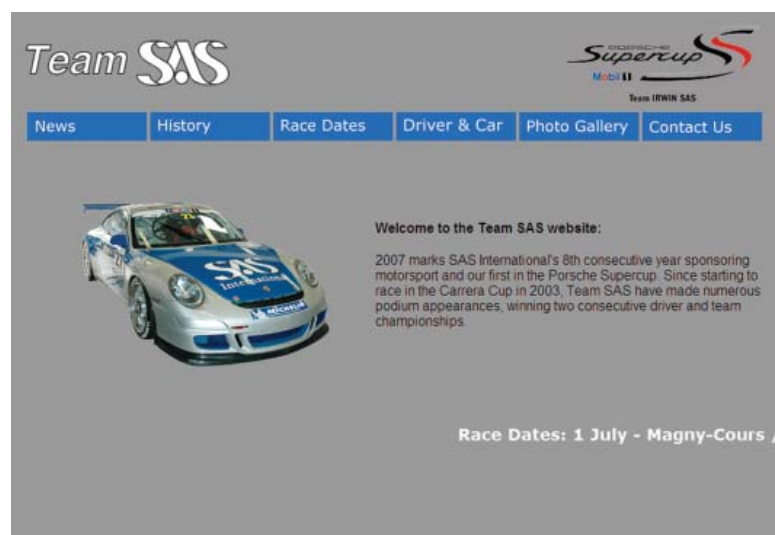 Team SAS
PORSCHE
Supercup
Mobil 1
Team IRWIN SAS
News
History
Race Dates
Driver & Car
Photo Gallery
Contact Us
SAS
International
MICHELIN
Welcome to the Team SAS website:
2007 marks SAS International's 8th consecutive year sponsoring
motorsport and our first in the Porsche Supercup. Since starting to
race in the Carrera Cup in 2003, Team SAS have made numerous
podium appearances, winning two consecutive driver and team
championships.
Race Dates: 1 July - Magny-Cours /